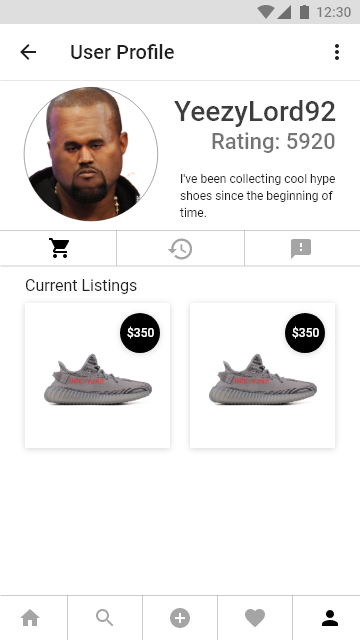 12:30
User Profile
YeezyLord92
Rating: 5920
I've been collecting cool hype
shoes since the beginning of
time.
Current Listings
$350
$350